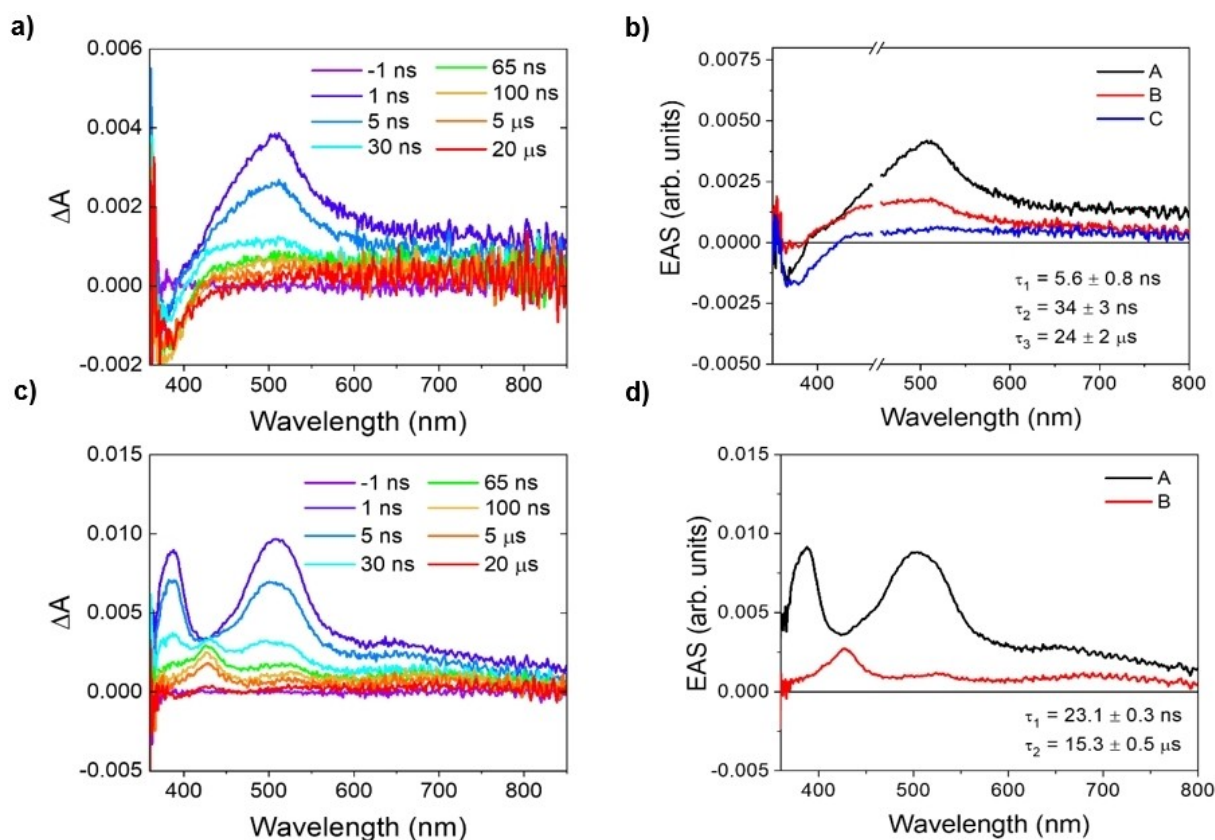 a)
0.006
0.004
0.002
0.000
-0.002
ΔA
-1 ns
1 ns
5 ns
30 ns
65 ns
100 ns
5 μs
20 μs
400 500 600 700 800
Wavelength (nm)
b)
0.0075
0.0050
0.0025
0.0000
-0.0025
-0.0050
EAS (arb. units)
A
B
C
τ1 = 5.6 ± 0.8 ns
τ2 = 34 ± 3 ns
τ3 = 24 ± 2 μs
400 500 600 700 800
Wavelength (nm)
c)
0.015
0.010
0.005
0.000
-0.005
ΔA
-1 ns
1 ns
5 ns
30 ns
65 ns
100 ns
5 μs
20 μs
400 500 600 700 800
Wavelength (nm)
d)
0.015
0.010
0.005
0.000
-0.005
EAS (arb. units)
A
B
τ1 = 23.1 ± 0.3 ns
τ2 = 15.3 ± 0.5 μs
400 500 600 700 800
Wavelength (nm)